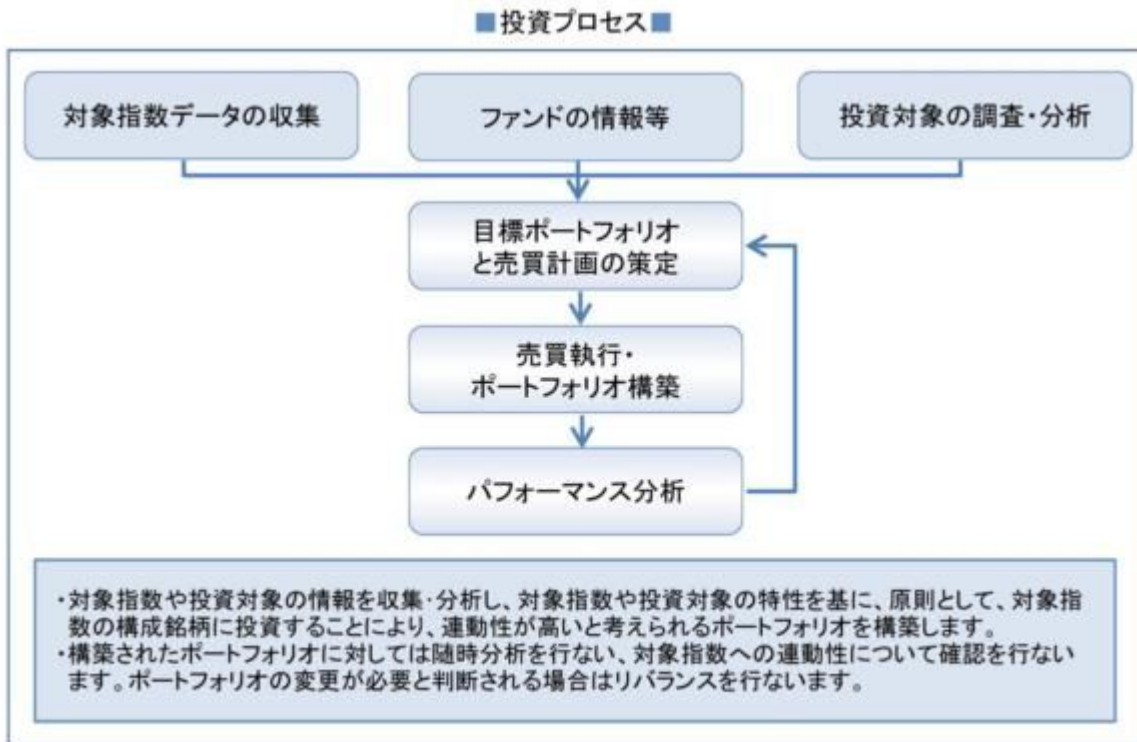 ■投資プロセス■
対象指数データの収集
ファンドの情報等
投資対象の調査・分析
目標ポートフォリオ
と売買計画の策定
売買執行・
ポートフォリオ構築
パフォーマンス分析
・対象指数や投資対象の情報を収集・分析し、対象指数や投資対象の特性を基に、原則として、対象指
数の構成銘柄に投資することにより、連動性が高いと考えられるポートフォリオを構築します。
・構築されたポートフォリオに対しては随時分析を行ない、対象指数への連動性について確認を行ない
ます。ポートフォリオの変更が必要と判断される場合はリバランスを行ないます。